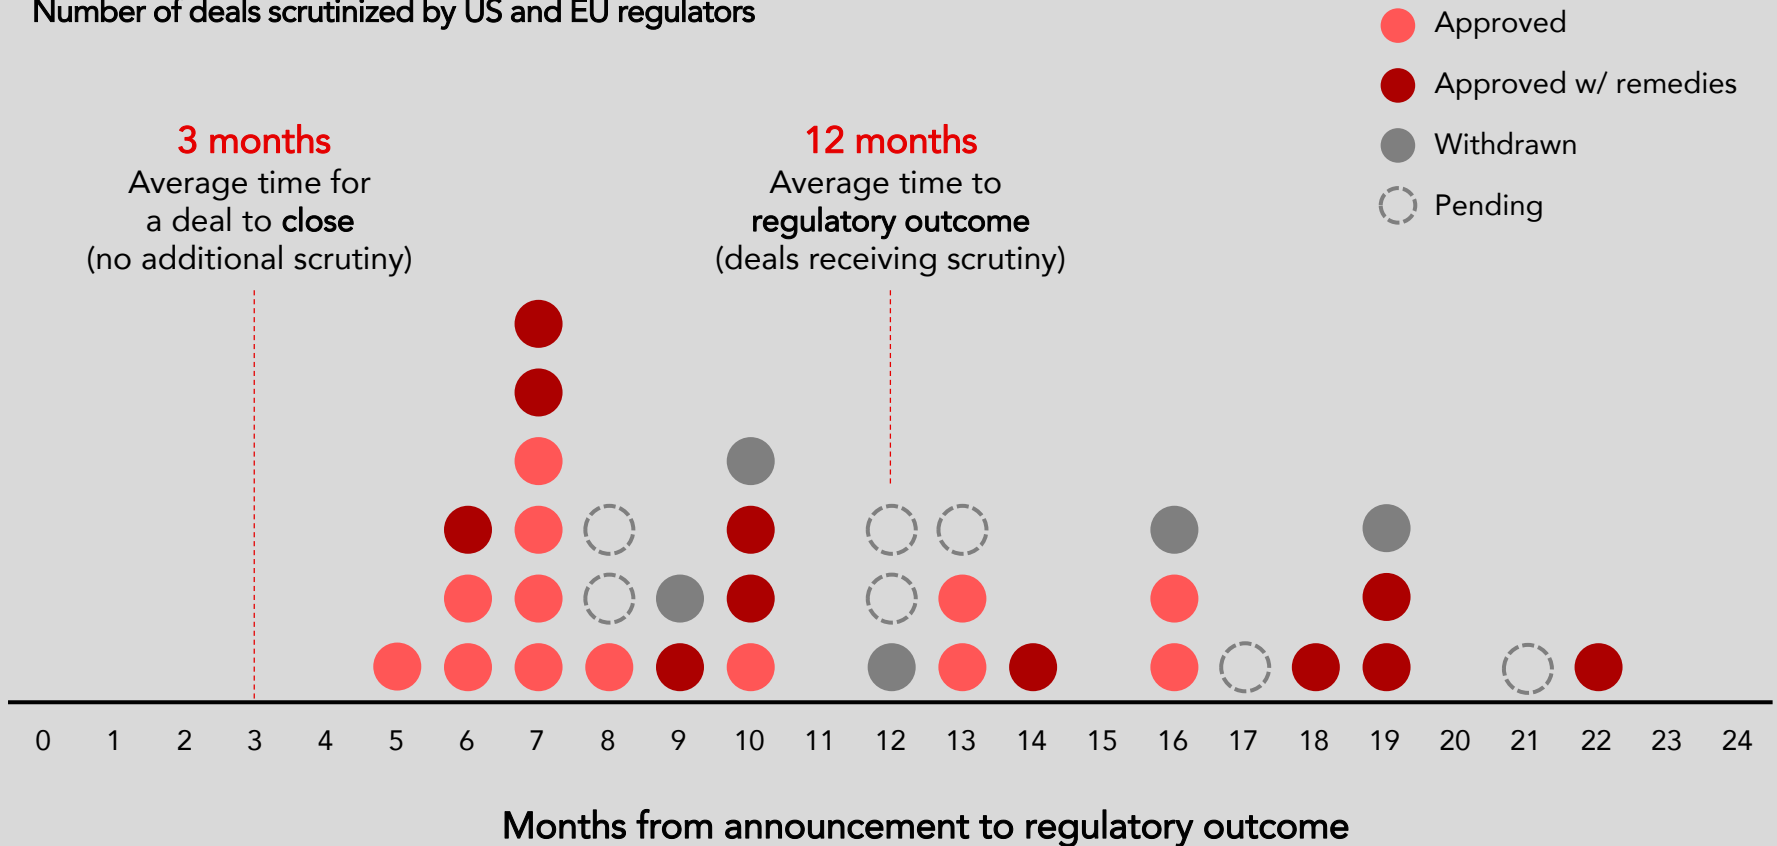 Number of deals scrutinized by US and EU regulators
Approved
Approved w/ remedies
Withdrawn
Pending
3 months
Average time for
a deal to close
(no additional scrutiny)
12 months
Average time to
regulatory outcome
(deals receiving scrutiny)
0 1 2 3 4 5 6 7 8 9 10 11 12 13 14 15 16 17 18 19 20 21 22 23 24
Months from announcement to regulatory outcome